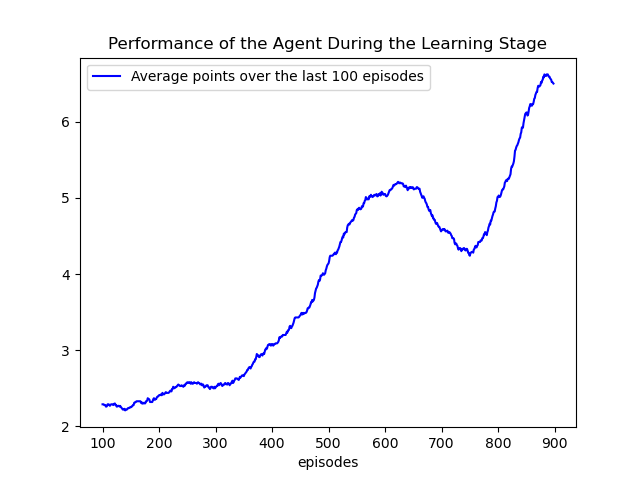 Performance of the Agent During the Learning Stage
Average points over the last 100 episodes
6
5
4
3
2
100 200 300 400 500 600 700 800 900
episodes